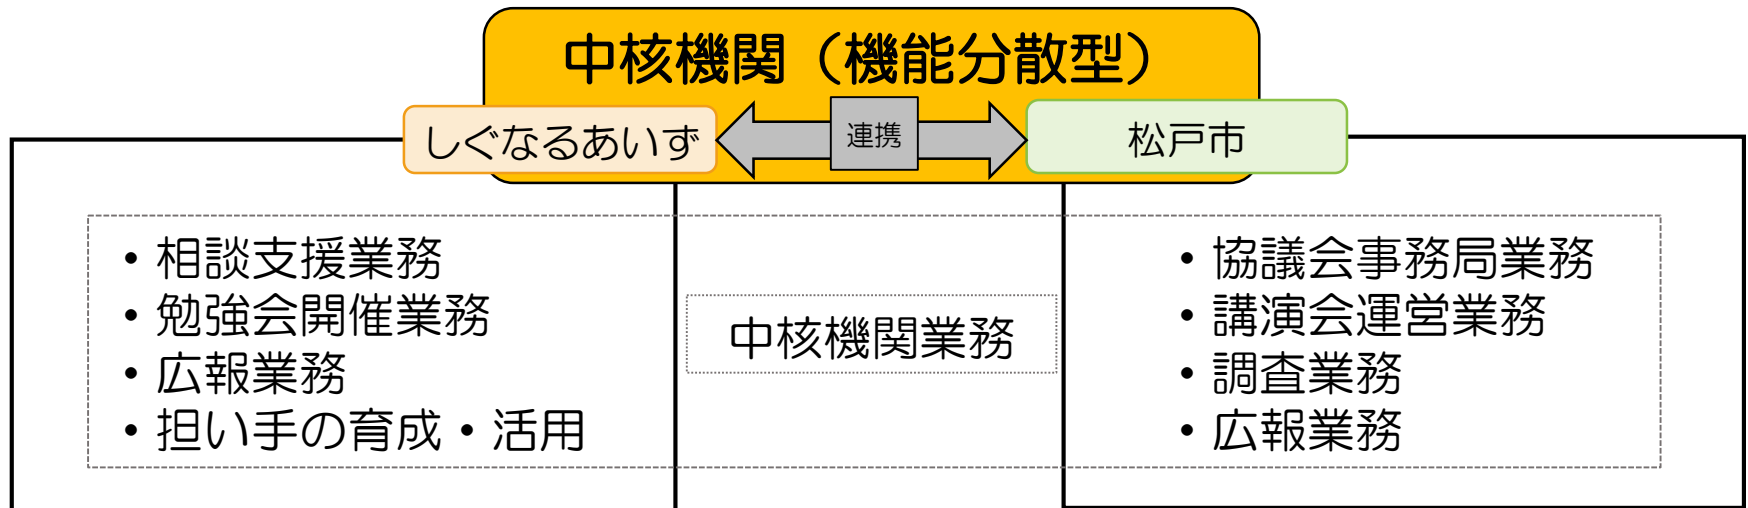 中核機関（機能分散型）
しぐなるあいず
連携
松戸市
・相談支援業務
・勉強会開催業務
・広報業務
・担い手の育成・活用
中核機関業務
・協議会事務局業務
・講演会運営業務
・調査業務
・広報業務